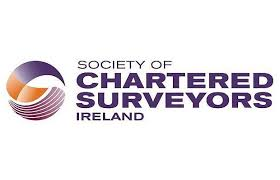 SOCIETY OF
CHARTERED
SURVEYORS
IRELAND